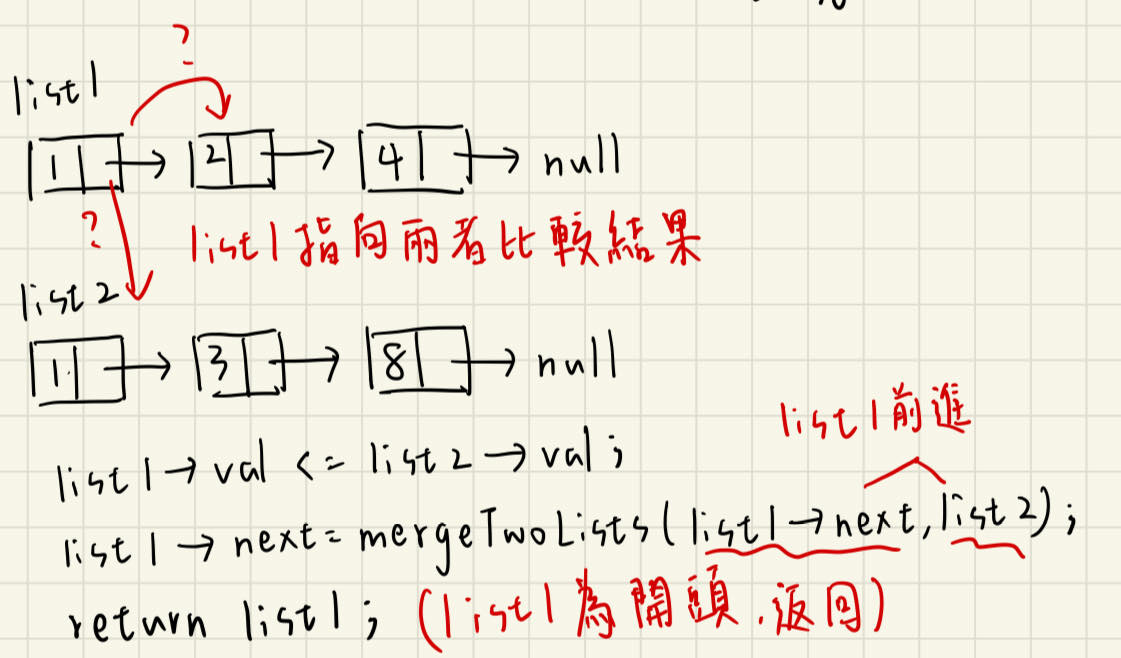 ?
list1
1 → 2 → 4 → null
?
list1指向兩者比較結果
list2
1 → 3 → 8 → null
list1前進
list1→val <= list2→val;
list1→next=mergeTwoLists(list1→next,list2);
return list1; (list1為開頭.返回)